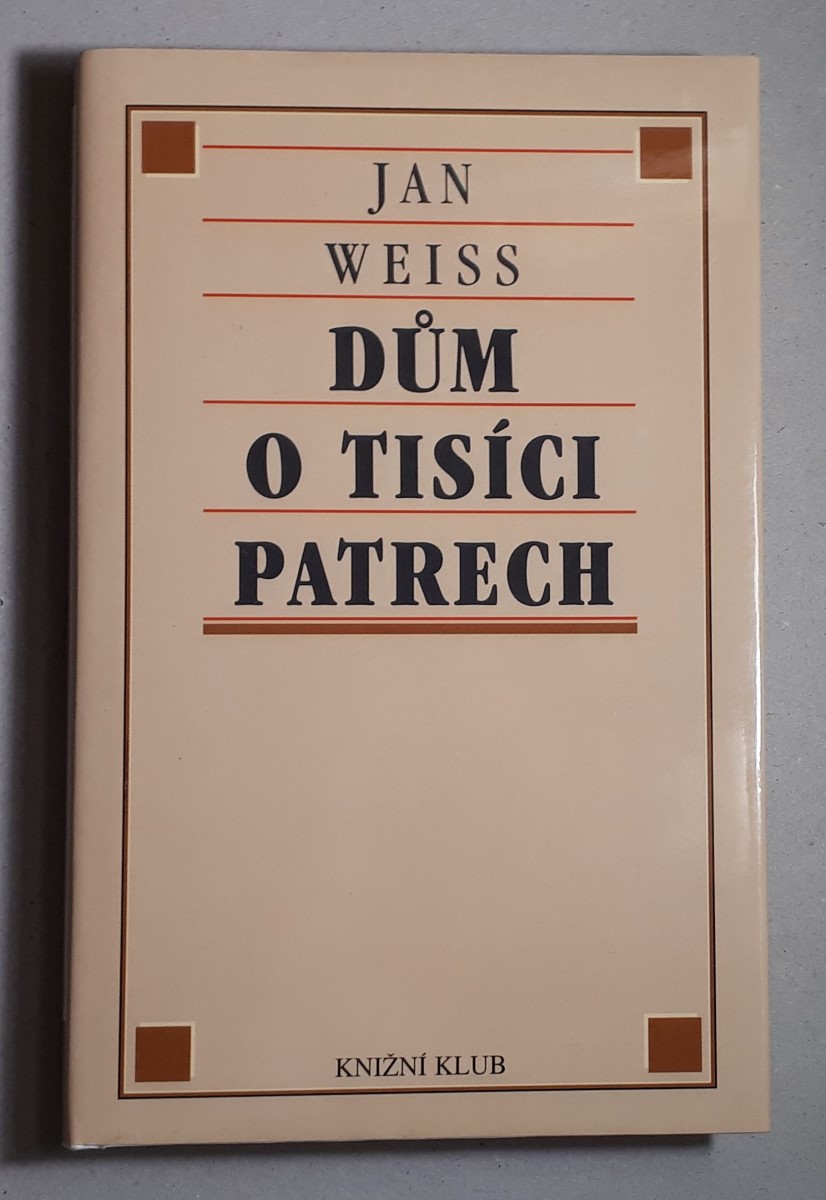 JAN
WEISS
DŮM
O TISÍCI
PATRECH
KNIŽNÍ KLUB